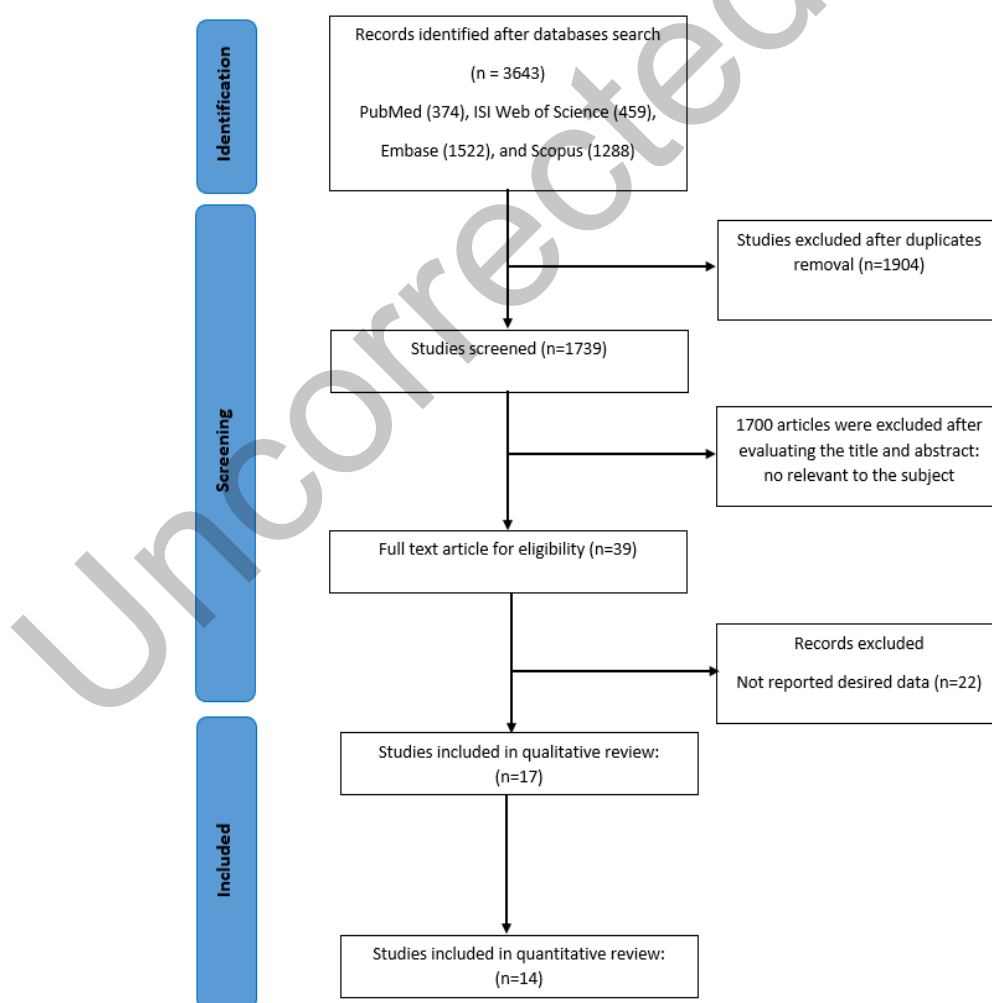 Identification
Records identified after databases search
(n = 3643)
PubMed (374), ISI Web of Science (459),
Embase (1522), and Scopus (1288)
Screening
Studies excluded after duplicates
removal (n=1904)
Studies screened (n=1739)
1700 articles were excluded after
evaluating the title and abstract:
no relevant to the subject
Full text article for eligibility (n=39)
Records excluded
Not reported desired data (n=22)
Included
Studies included in qualitative review:
(n=17)
Studies included in quantitative review:
(n=14)
Uncorrected